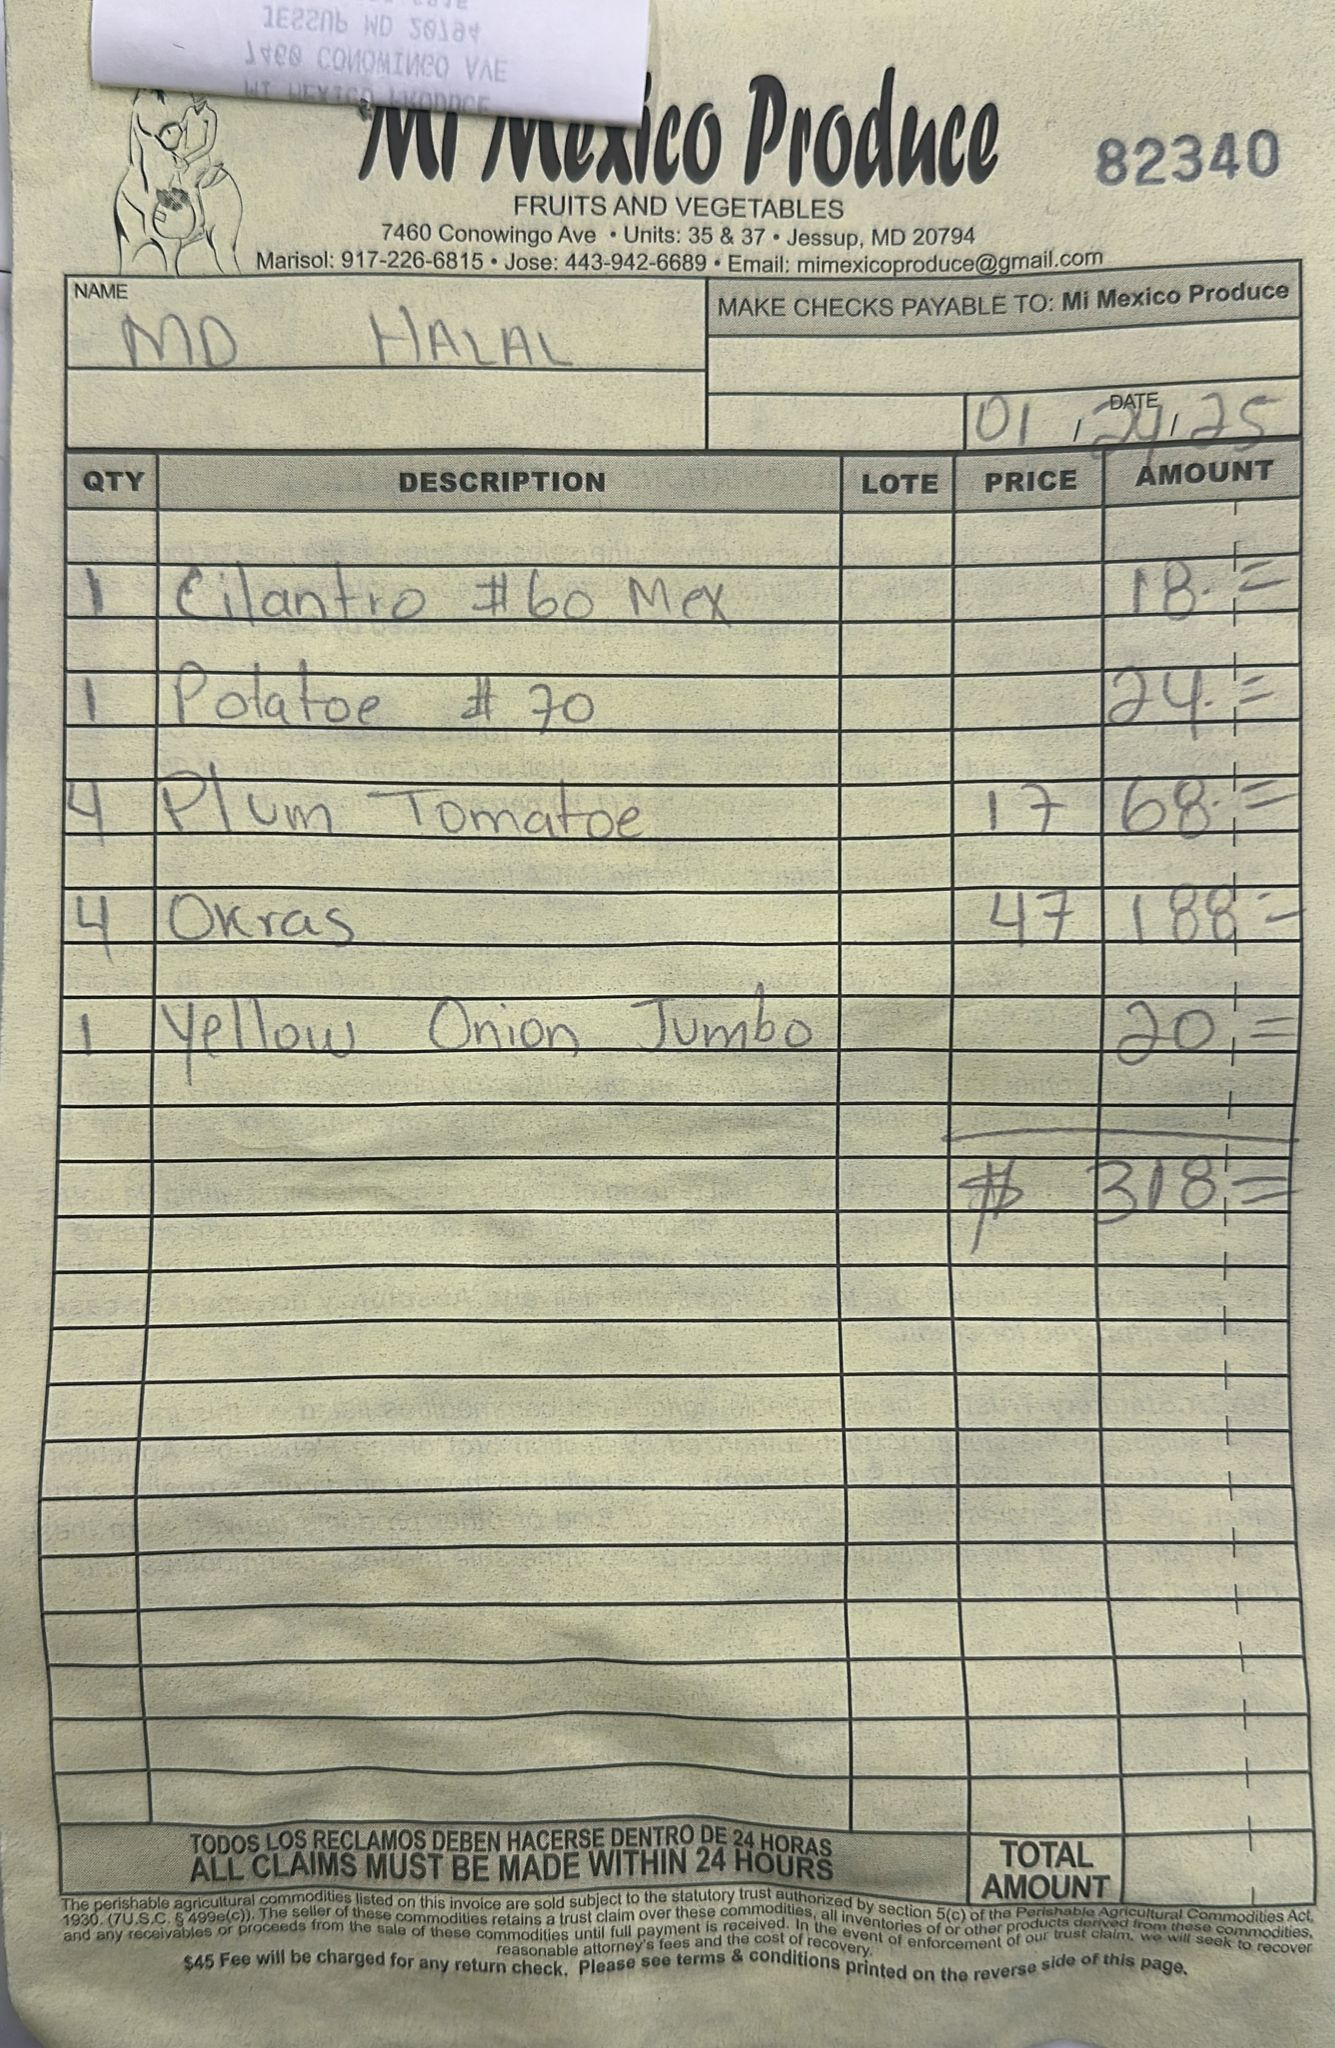 JESSUP MD 20794
7460 CONOMINGO AVE
MI MEXICO PRODUCE
Mi Mexico Produce
82340
FRUITS AND VEGETABLES
7460 Conowingo Ave • Units: 35 & 37 • Jessup, MD 20794
Marisol: 917-226-6815 • Jose: 443-942-6689 • Email: mimexicoproduce@gmail.com
NAME
MD HALAL
MAKE CHECKS PAYABLE TO: Mi Mexico Produce
DATE
01/24/25
QTY DESCRIPTION LOTE PRICE AMOUNT
1 Cilantro #60 Mex 18.=
1 Potatoe #70 24.=
4 Plum Tomatoe 17 68.=
4 Okras 47 188=
1 Yellow Onion Jumbo 20=
$ 318=
TODOS LOS RECLAMOS DEBEN HACERSE DENTRO DE 24 HORAS
ALL CLAIMS MUST BE MADE WITHIN 24 HOURS
TOTAL
AMOUNT
The perishable agricultural commodities listed on this invoice are sold subject to the statutory trust authorized by section 5(c) of the Perishable Agricultural Commodities Act,
1930. (7U.S.C. § 499e(c)). The seller of these commodities retains a trust claim over these commodities, all inventories of or other products derived from these commodities,
and any receivables or proceeds from the sale of these commodities until full payment is received. In the event of enforcement of our trust claim, we will seek to recover
reasonable attorney's fees and the cost of recovery.
$45 Fee will be charged for any return check. Please see terms & conditions printed on the reverse side of this page.